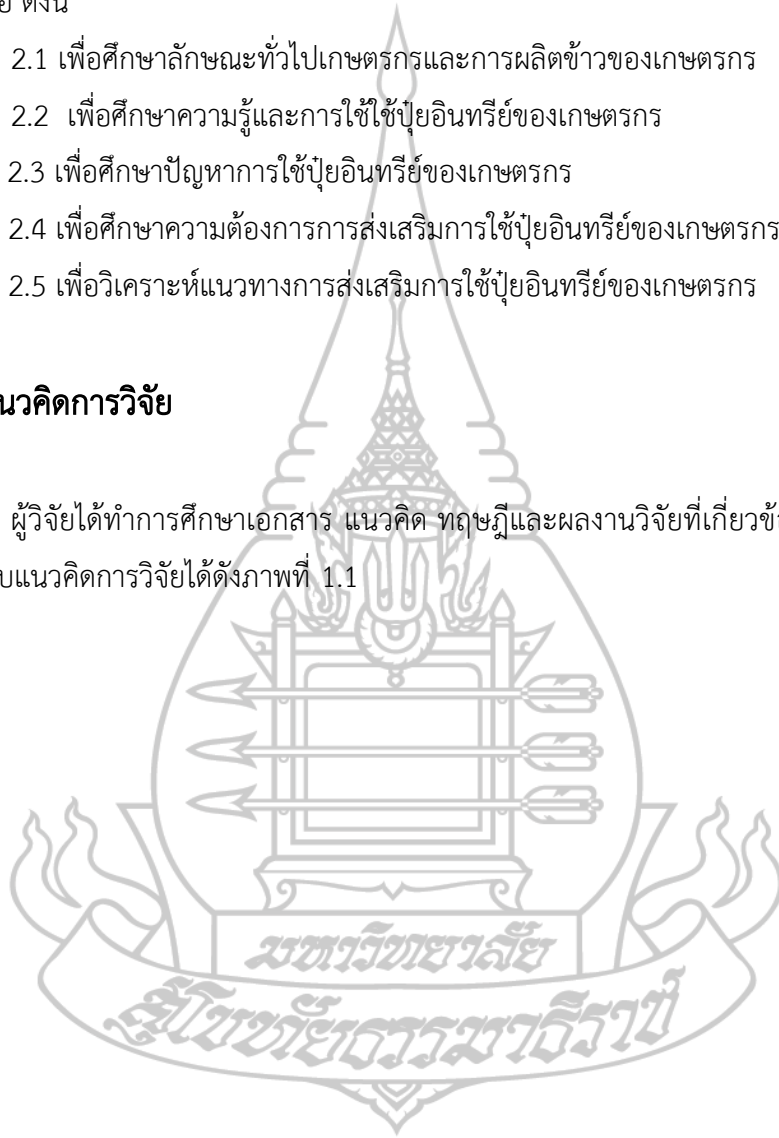 ดังนี้
2.1 เพื่อศึกษาลักษณะทั่วไปเกษตรกรและการผลิตข้าวของเกษตรกร
2.2 เพื่อศึกษาความรู้และการใช้ใช้ปุ๋ยอินทรีย์ของเกษตรกร
2.3 เพื่อศึกษาปัญหาการใช้ปุ๋ยอินทรีย์ของเกษตรกร
2.4 เพื่อศึกษาความต้องการการส่งเสริมการใช้ปุ๋ยอินทรีย์ของเกษตรกร
2.5 เพื่อวิเคราะห์แนวทางการส่งเสริมการใช้ปุ๋ยอินทรีย์ของเกษตรกร
นวคิดการวิจัย
ผู้วิจัยได้ทำการศึกษาเอกสาร แนวคิด ทฤษฎีและผลงานวิจัยที่เกี่ยวข้
บแนวคิดการวิจัยได้ดังภาพที่ 1.1
มหาวิทยาลัย
สุโขทัยธรรมาธิราช